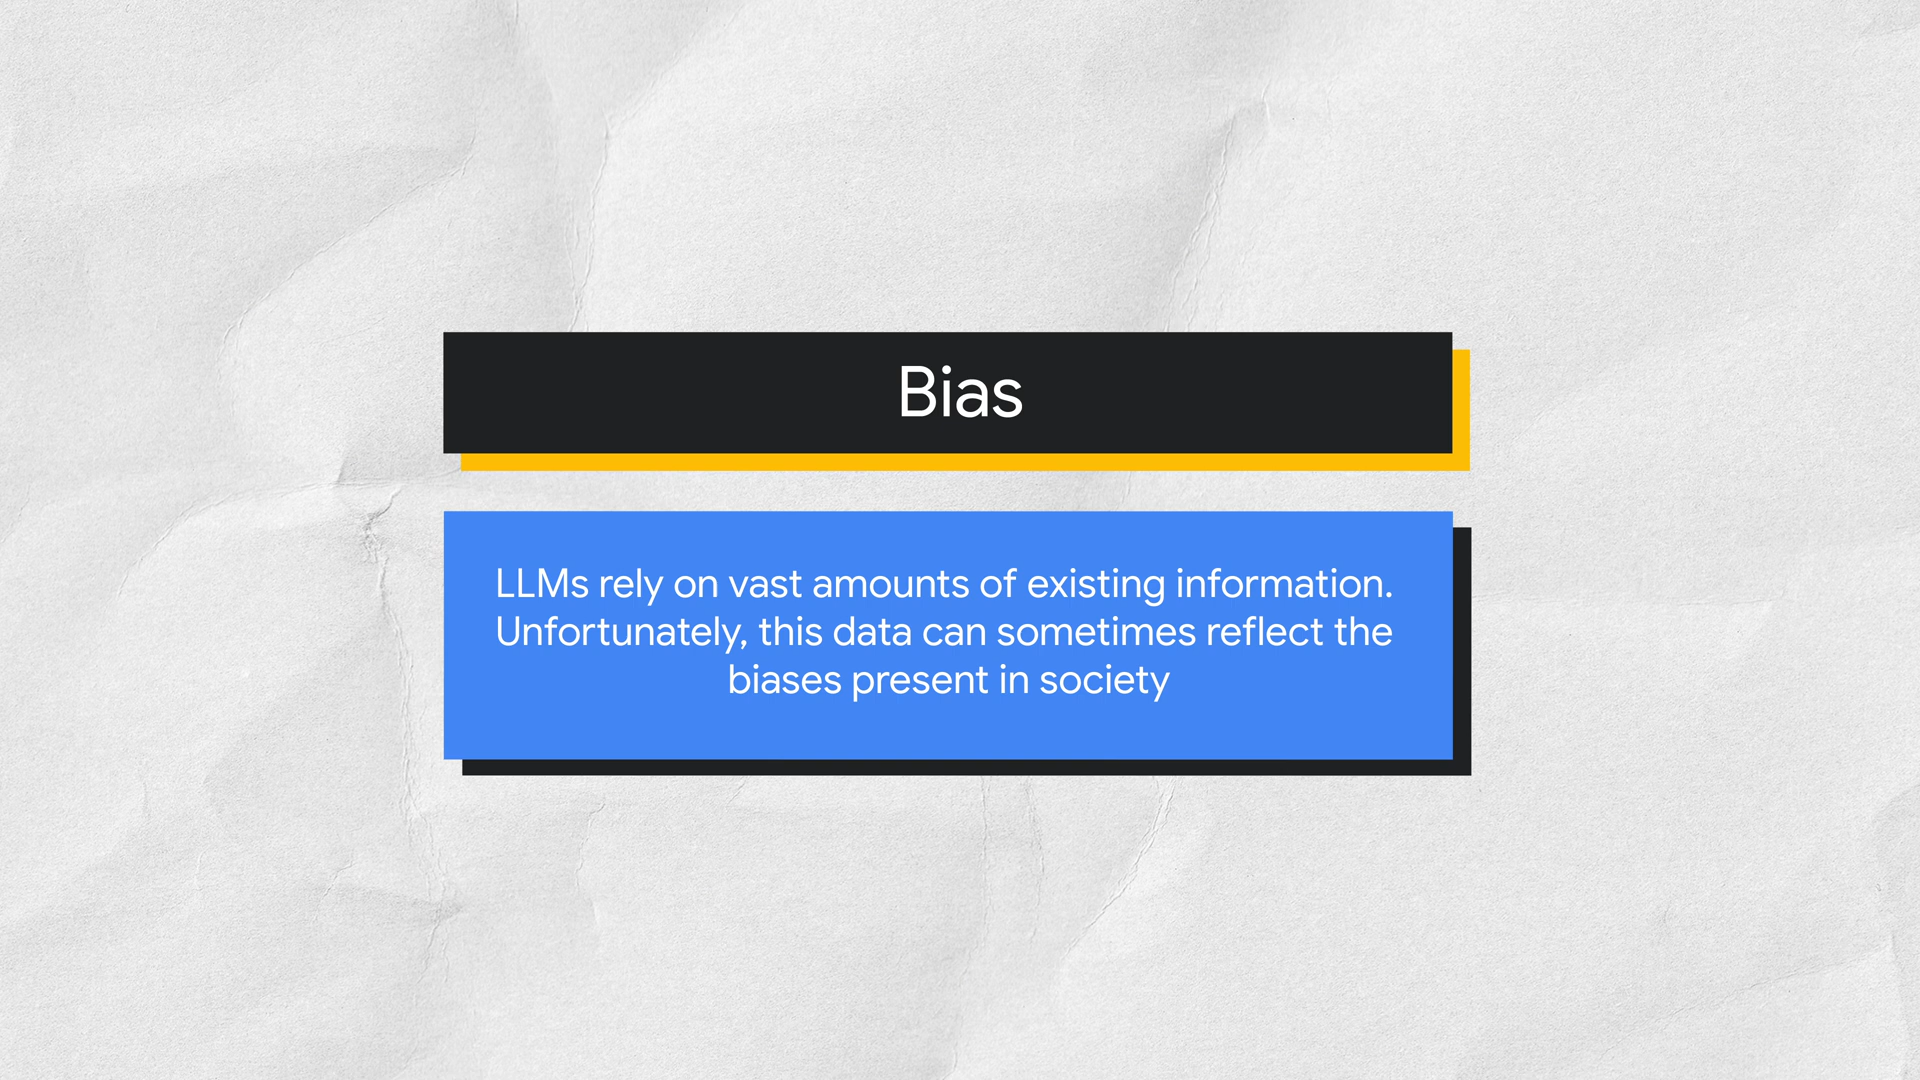 Bias
LLMs rely on vast amounts of existing information.
Unfortunately, this data can sometimes reflect the
biases present in society